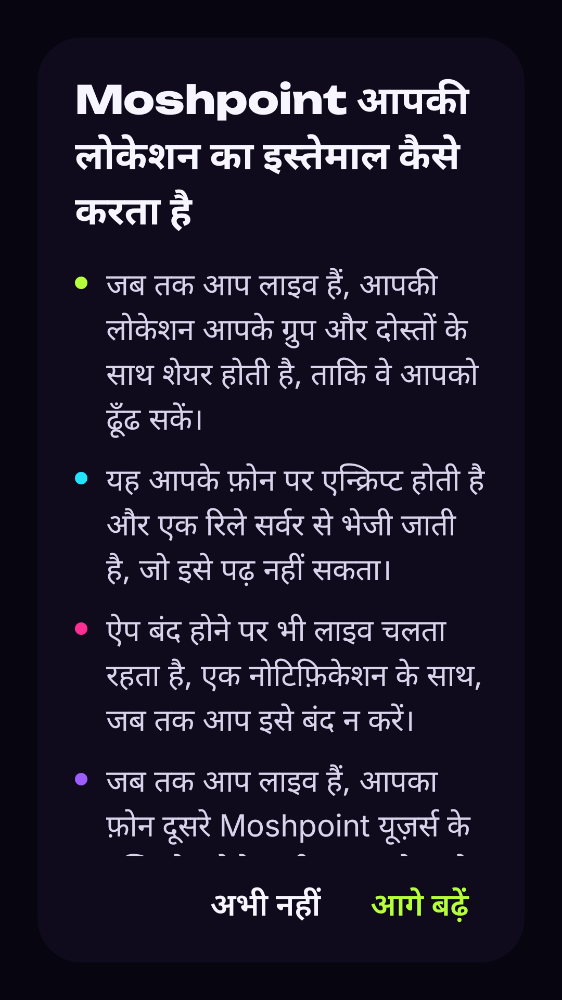 Moshpoint आपकी
लोकेशन का इस्तेमाल कैसे
करता है
जब तक आप लाइव हैं, आपकी
लोकेशन आपके ग्रुप और दोस्तों के
साथ शेयर होती है, ताकि वे आपको
ढूँढ सकें।
यह आपके फ़ोन पर एन्क्रिप्ट होती है
और एक रिले सर्वर से भेजी जाती
है, जो इसे पढ़ नहीं सकता।
ऐप बंद होने पर भी लाइव चलता
रहता है, एक नोटिफ़िकेशन के साथ,
जब तक आप इसे बंद न करें।
जब तक आप लाइव हैं, आपका
फ़ोन दूसरे Moshpoint यूज़र्स के
अभी नहीं
आगे बढ़ें